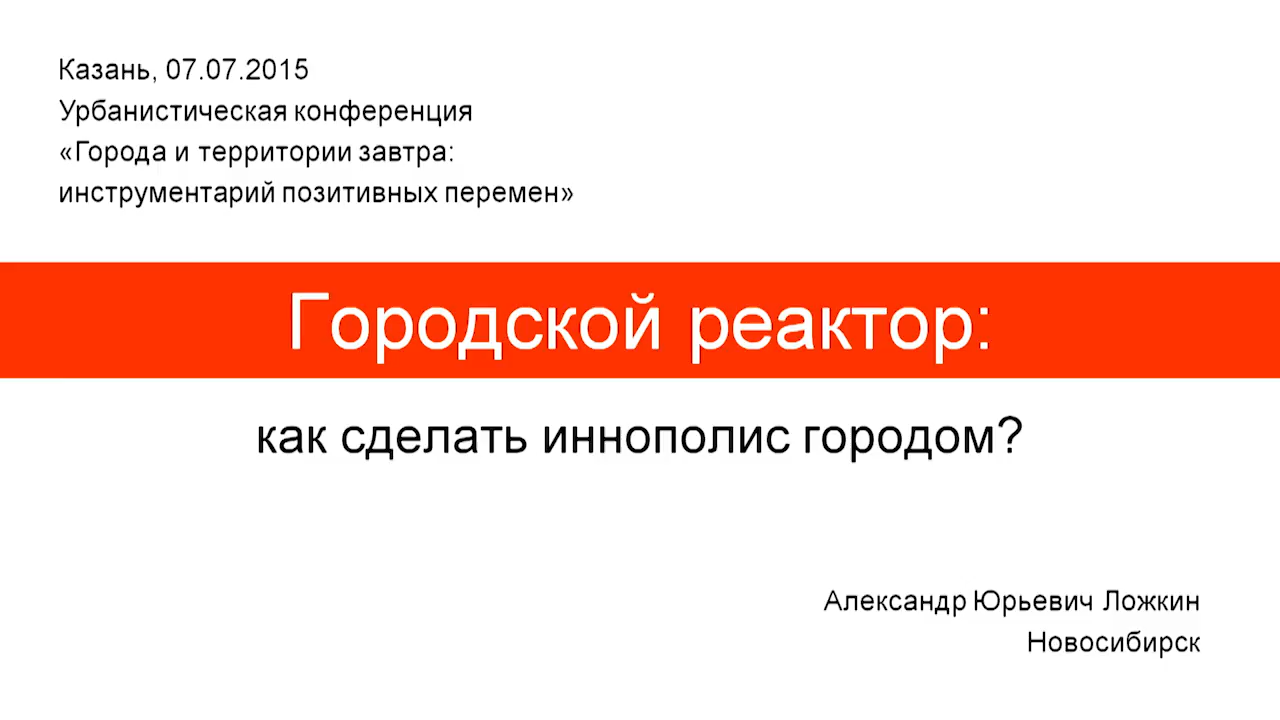 Казань, 07.07.2015
Урбанистическая конференция
«Города и территории завтра:
инструментарий позитивных перемен»
Городской реактор:
как сделать иннополис городом?
Александр Юрьевич Ложкин
Новосибирск